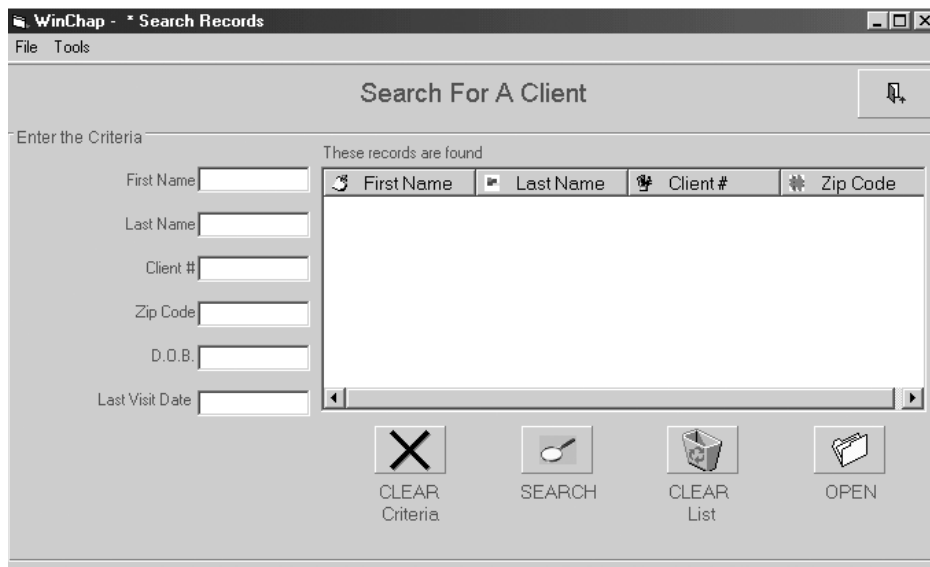 WinChap - * Search Records
File Tools
Search For A Client
Enter the Criteria
These records are found
First Name
Last Name
Client #
Zip Code
D.O.B.
Last Visit Date
First Name Last Name Client # Zip Code
CLEAR Criteria
SEARCH
CLEAR List
OPEN